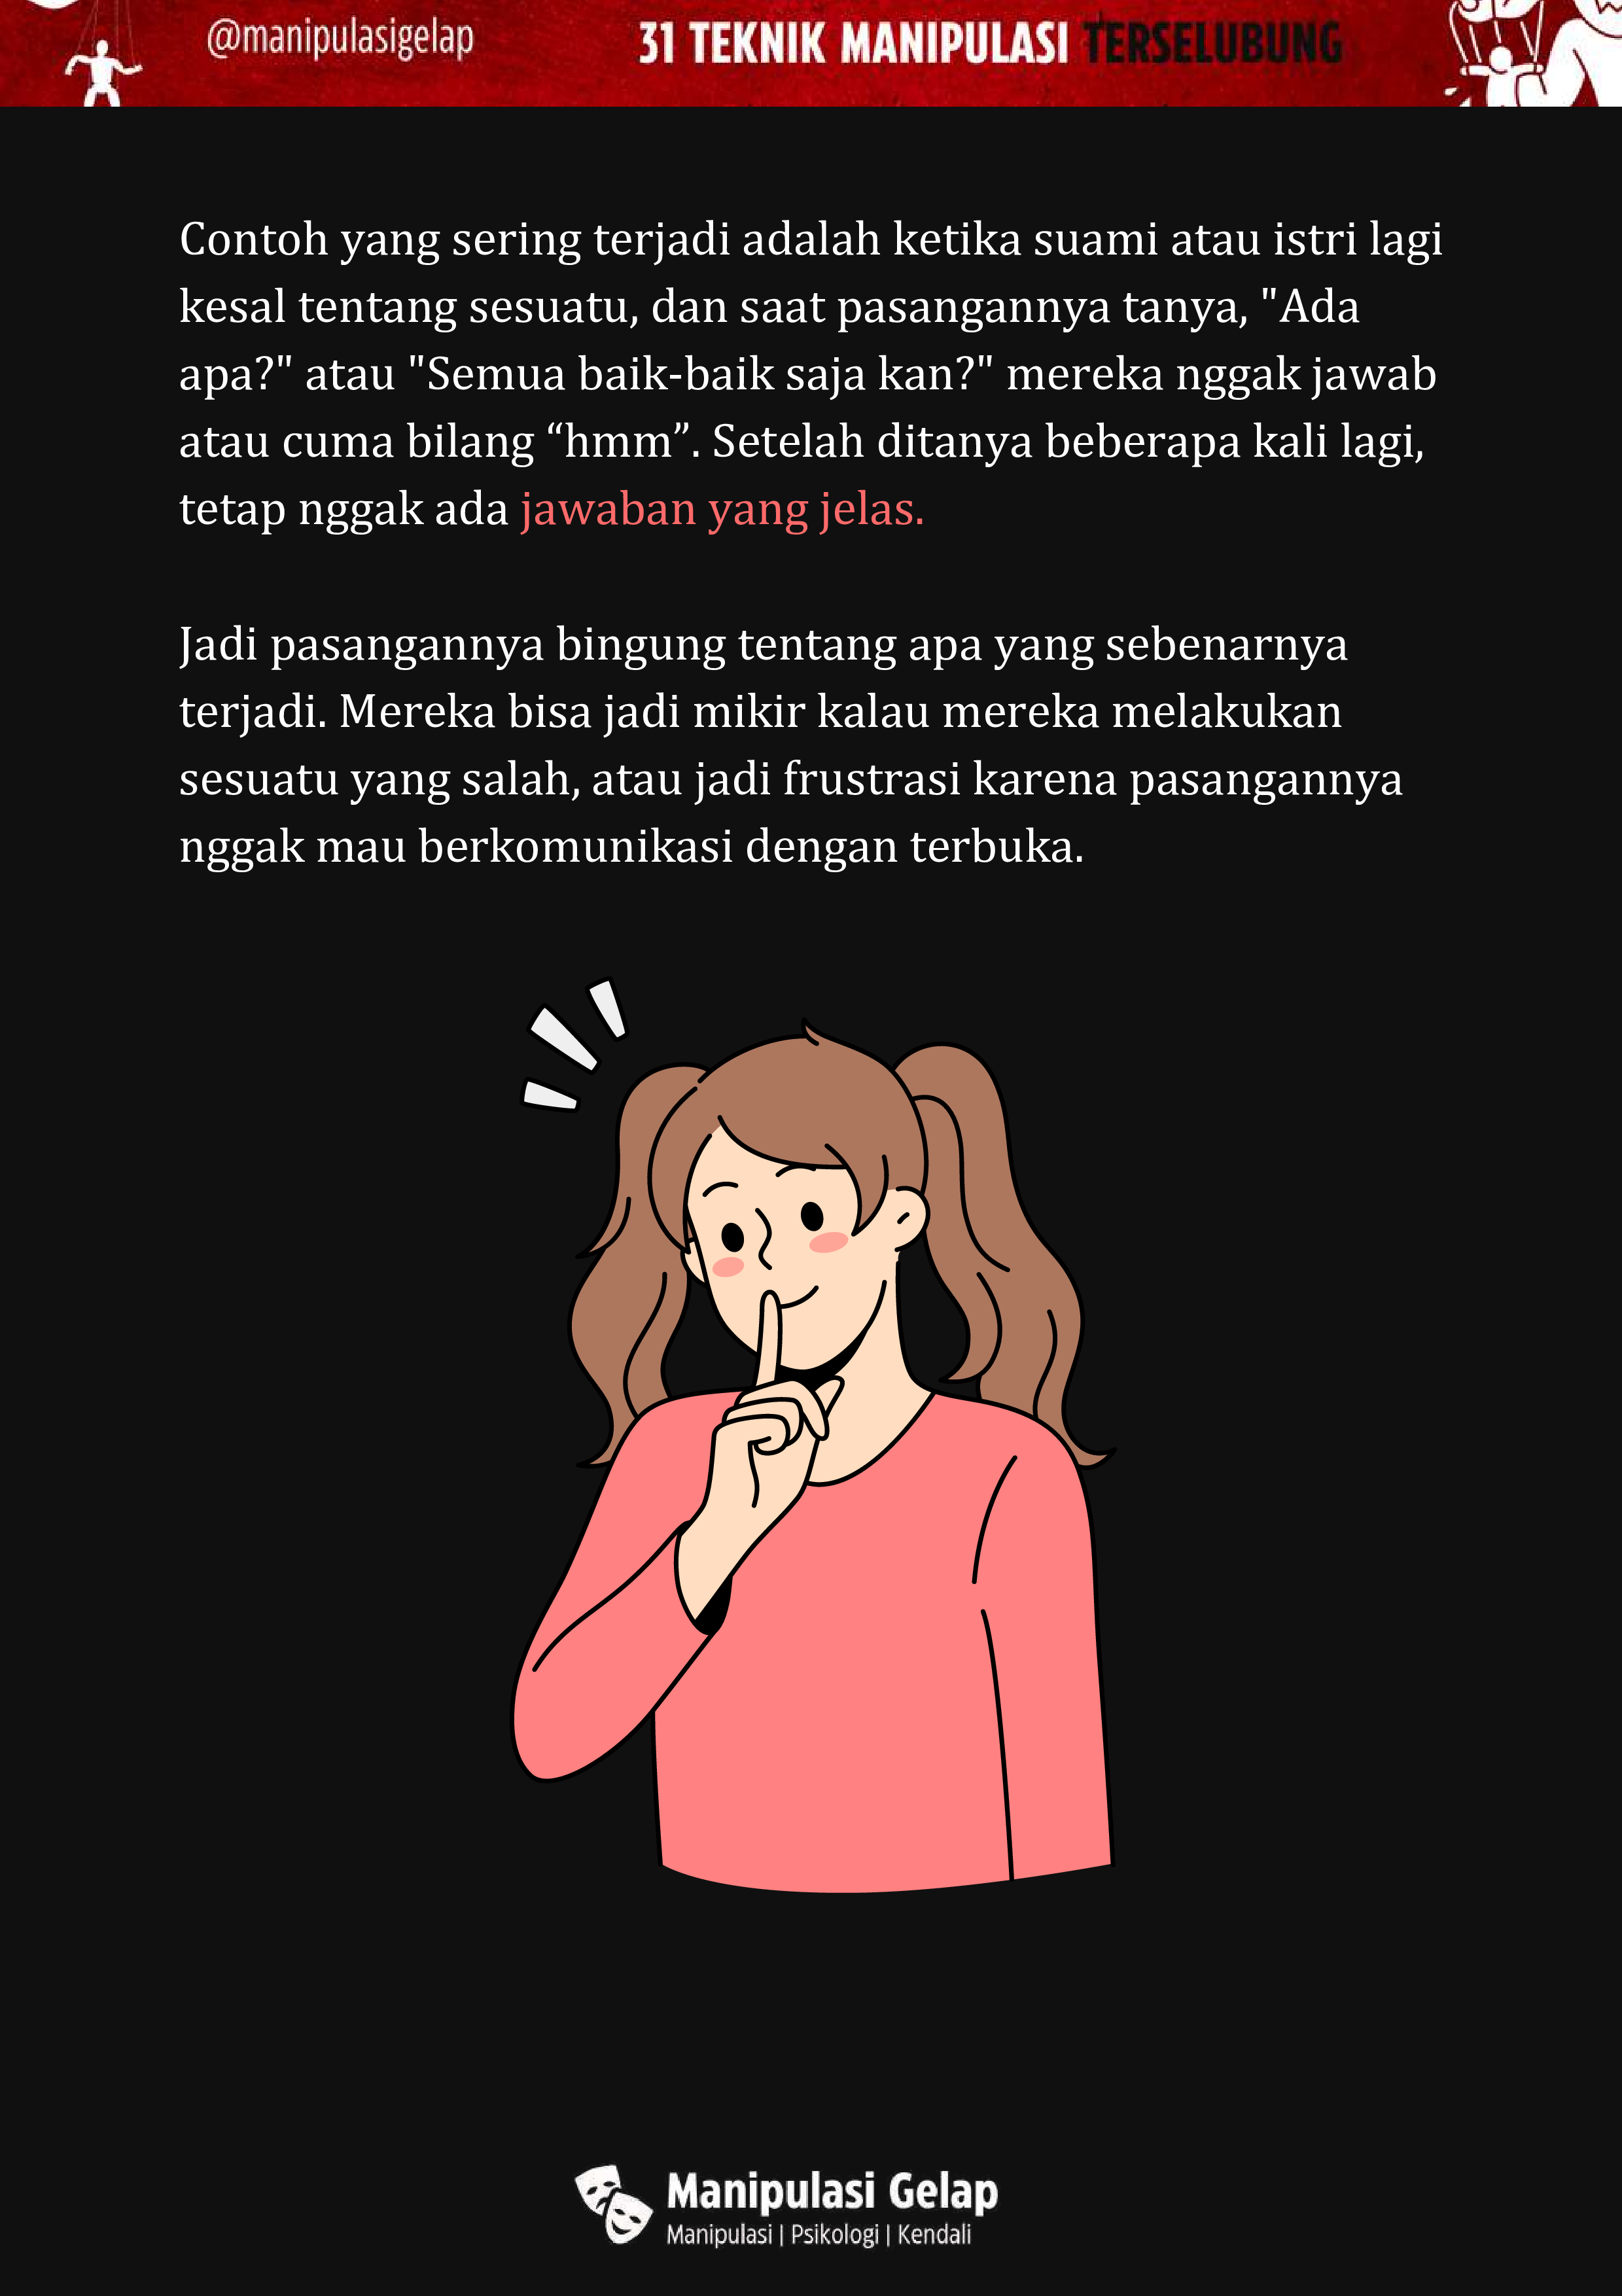 @manipulasigelap
31 TEKNIK MANIPULASI TERSELUBUNG
Contoh yang sering terjadi adalah ketika suami atau istri lagi
kesal tentang sesuatu, dan saat pasangannya tanya, "Ada
apa?" atau "Semua baik-baik saja kan?" mereka nggak jawab
atau cuma bilang “hmm”. Setelah ditanya beberapa kali lagi,
tetap nggak ada jawaban yang jelas.
Jadi pasangannya bingung tentang apa yang sebenarnya
terjadi. Mereka bisa jadi mikir kalau mereka melakukan
sesuatu yang salah, atau jadi frustrasi karena pasangannya
nggak mau berkomunikasi dengan terbuka.
Manipulasi Gelap
Manipulasi | Psikologi | Kendali